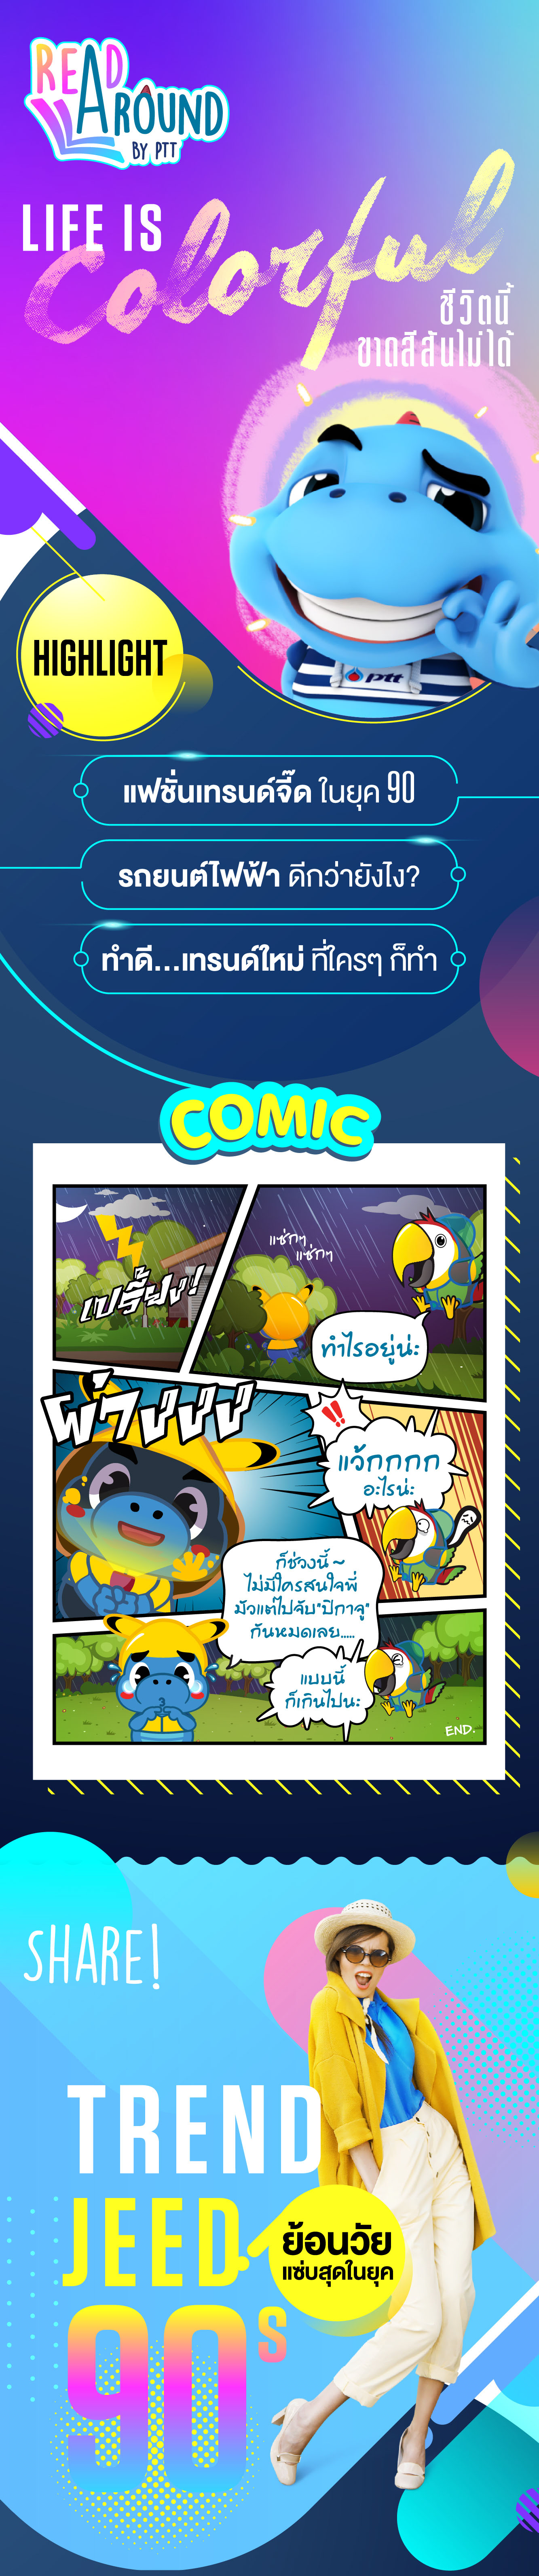 READ
AROUND
BY PTT
LIFE IS
Colorful
ชีวิตนี้
ขาดสีสันไม่ได้
ptt
HIGHLIGHT
แฟชั่นเทรนด์จี๊ด ในยุค 90
รถยนต์ไฟฟ้า ดีกว่ายังไง?
ทำดี...เทรนด์ใหม่ ที่ใครๆ ก็ทำ
COMIC
เปรี้ยง!
แซ่กๆ
แซ่กๆ
ทำไรอยู่น่ะ
ผ่างงง
!!
แว้กกกก
อะไรน่ะ
ก็ช่วงนี้ ~
ไม่มีใครสนใจพี่
มัวแต่ไปจับ"ปิกาจู"
กันหมดเลย.....
แบบนี้
ก็เกินไปนะ
END.
SHARE!
TREND
JEED
ย้อนวัย
แซ่บสุดในยุค
90s